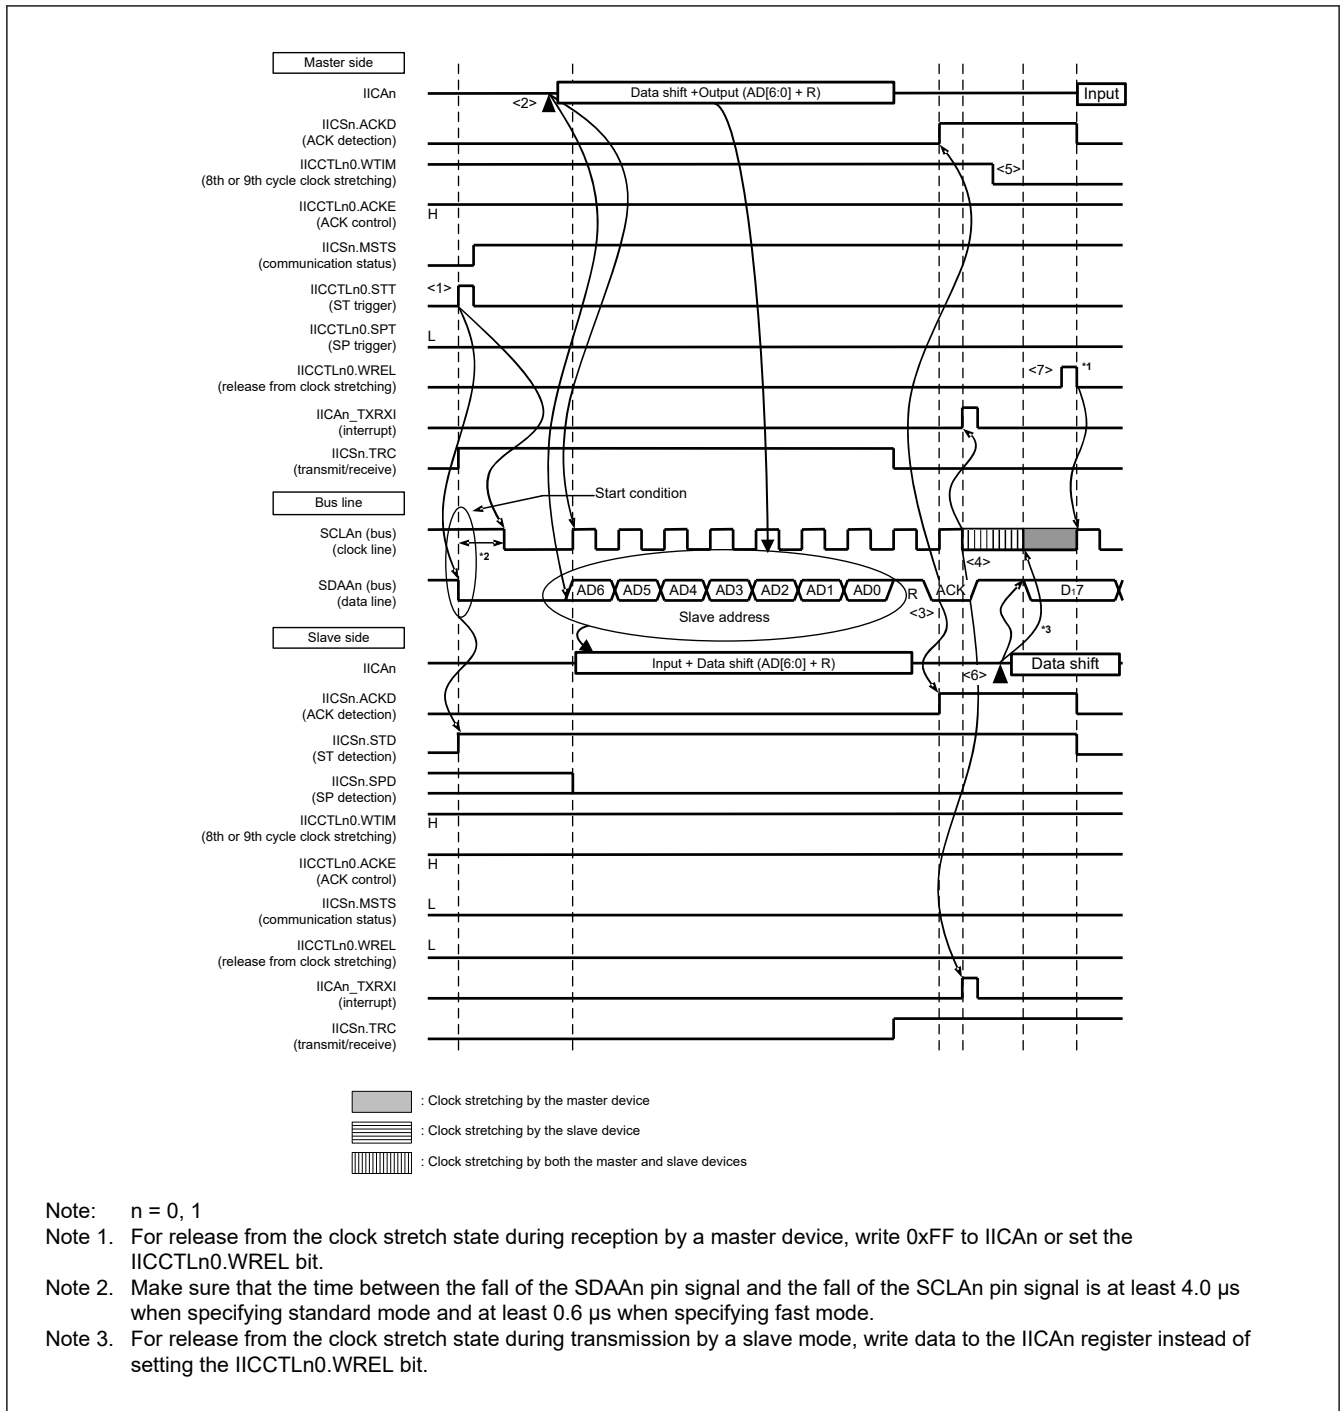 Master side
IICAn
<2>
Data shift +Output (AD[6:0] + R)
Input
IICSn.ACKD
(ACK detection)
IICCTLn0.WTIM
(8th or 9th cycle clock stretching)
<5>
IICCTLn0.ACKE
(ACK control)
H
IICSn.MSTS
(communication status)
IICCTLn0.STT
(ST trigger)
<1>
IICCTLn0.SPT
(SP trigger)
L
IICCTLn0.WREL
(release from clock stretching)
<7>
*1
IICAn_TXRXI
(interrupt)
IICSn.TRC
(transmit/receive)
Bus line
Start condition
SCLAn (bus)
(clock line)
*2
<4>
SDAAn (bus)
(data line)
AD6 AD5 AD4 AD3 AD2 AD1 AD0 R ACK D17
<3>
Slave address
*3
Slave side
IICAn
Input + Data shift (AD[6:0] + R)
<6>
Data shift
IICSn.ACKD
(ACK detection)
IICSn.STD
(ST detection)
IICSn.SPD
(SP detection)
IICCTLn0.WTIM
(8th or 9th cycle clock stretching)
H
IICCTLn0.ACKE
(ACK control)
H
IICSn.MSTS
(communication status)
L
IICCTLn0.WREL
(release from clock stretching)
L
IICAn_TXRXI
(interrupt)
IICSn.TRC
(transmit/receive)
: Clock stretching by the master device
: Clock stretching by the slave device
: Clock stretching by both the master and slave devices
Note: n = 0, 1
Note 1. For release from the clock stretch state during reception by a master device, write 0xFF to IICAn or set the
IICCTLn0.WREL bit.
Note 2. Make sure that the time between the fall of the SDAAn pin signal and the fall of the SCLAn pin signal is at least 4.0 µs
when specifying standard mode and at least 0.6 µs when specifying fast mode.
Note 3. For release from the clock stretch state during transmission by a slave mode, write data to the IICAn register instead of
setting the IICCTLn0.WREL bit.